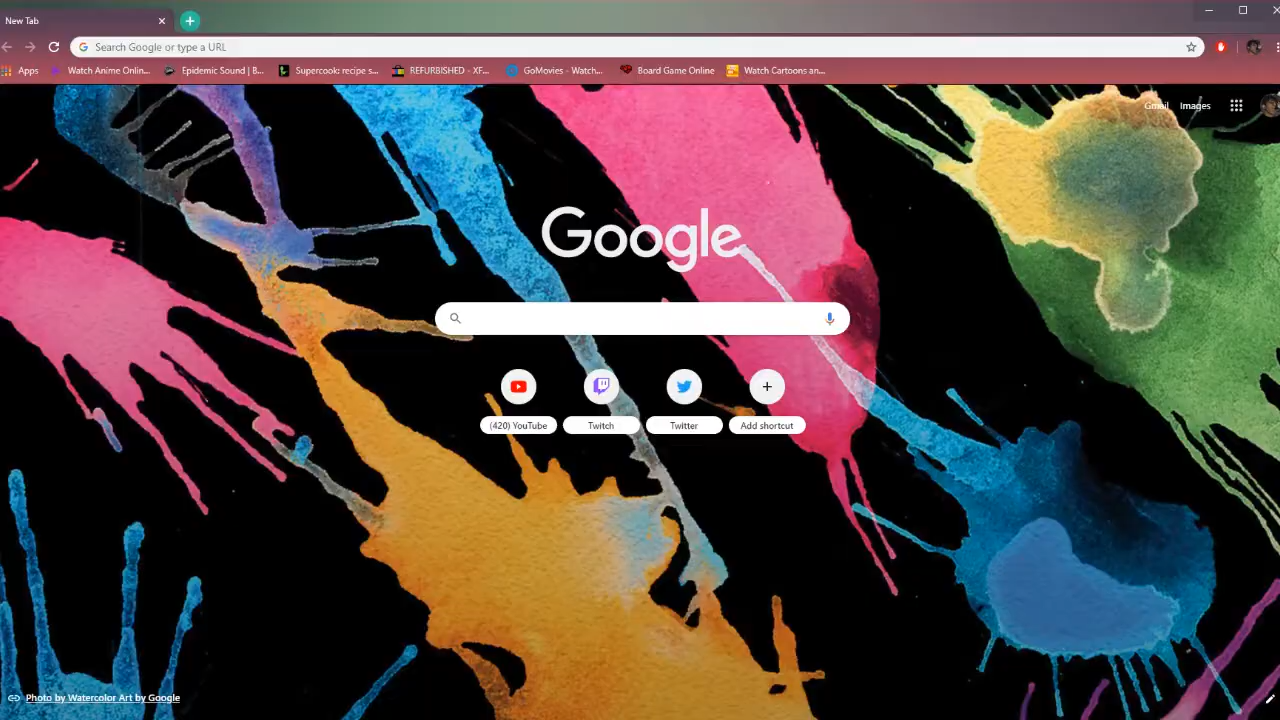 New Tab
Search Google or type a URL
Apps
Watch Anime Onlin...
Epidemic Sound | B...
Supercook: recipe s...
REFURBISHED - XF...
GoMovies - Watch...
Board Game Online
Watch Cartoons an...
Gmail
Images
Google
(420) YouTube
Twitch
Twitter
Add shortcut
Photo by Watercolor Art by Google